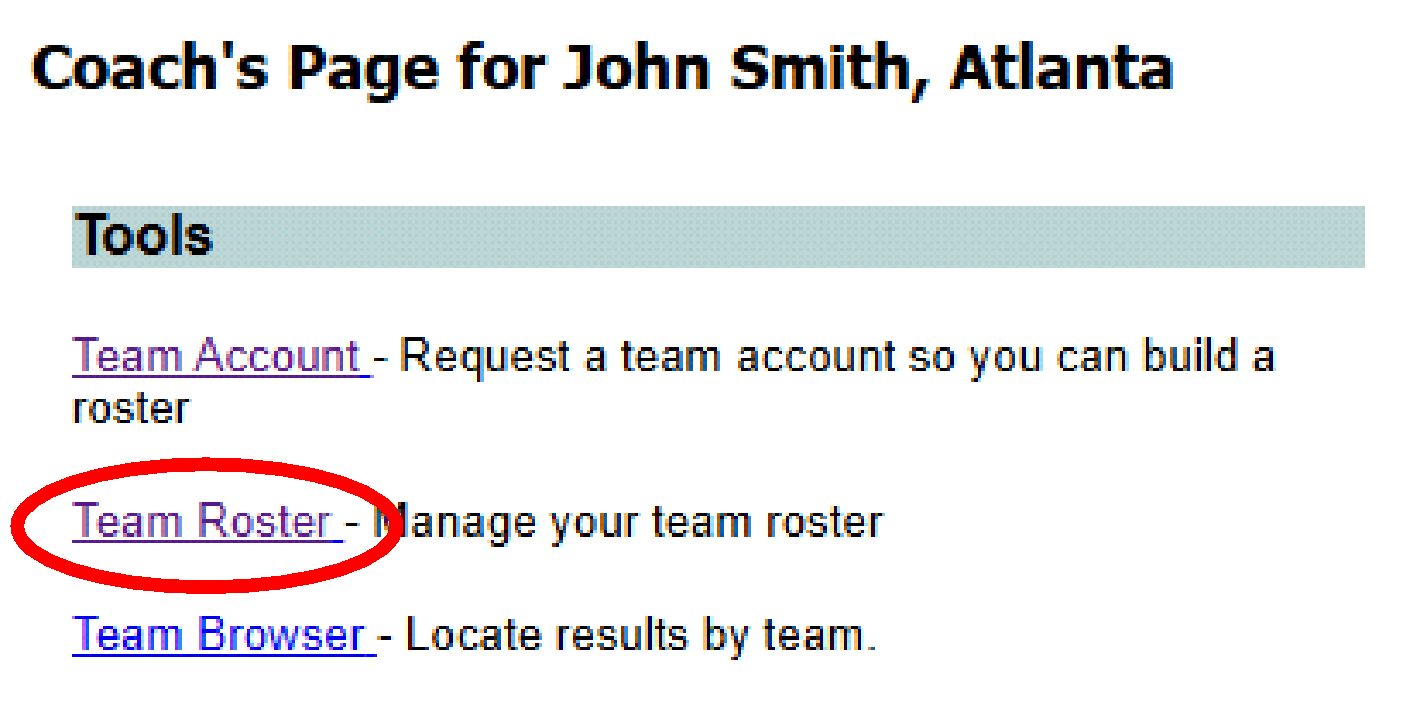 Coach's Page for John Smith, Atlanta
Tools
Team Account - Request a team account so you can build a
roster
Team Roster - Manage your team roster
Team Browser - Locate results by team.